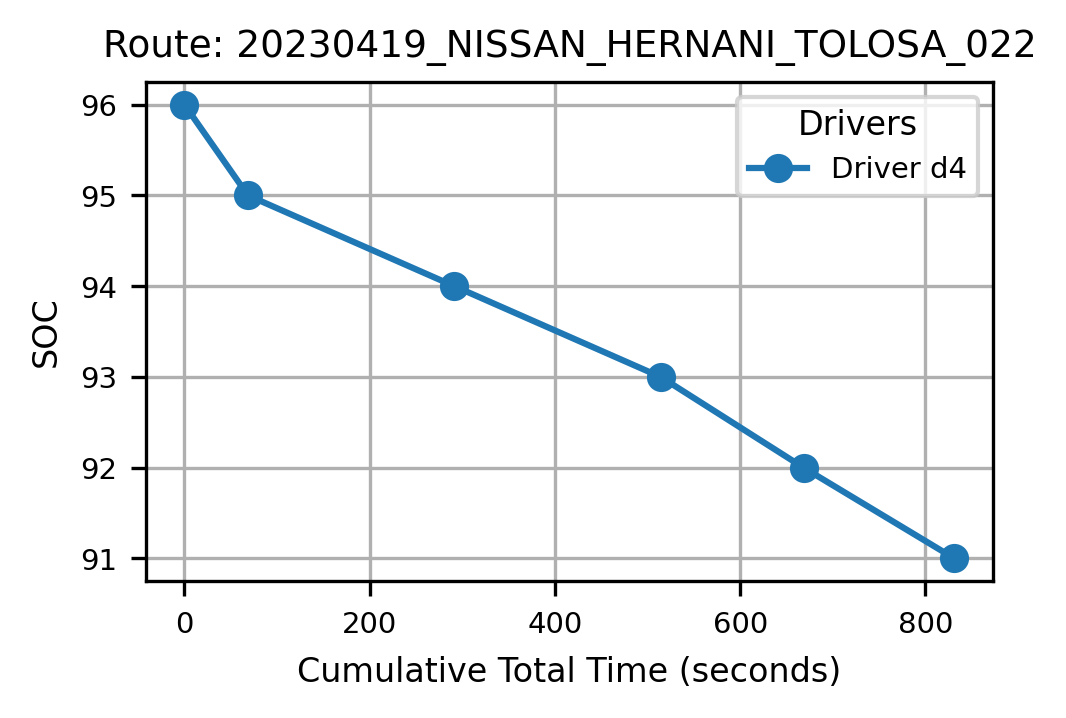 Route: 20230419_NISSAN_HERNANI_TOLOSA_022
Drivers
Driver d4
SOC
96
95
94
93
92
91
0 200 400 600 800
Cumulative Total Time (seconds)